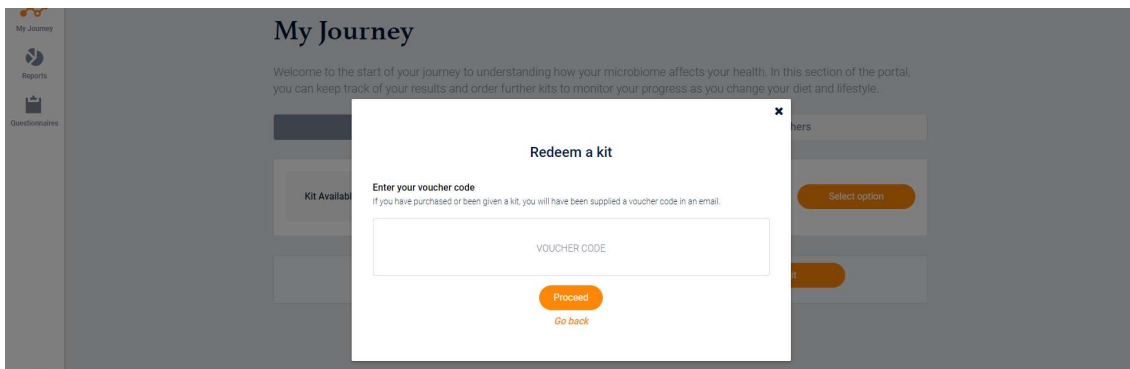 My Journey
Reports
Questionnaires
My Journey
Welcome to the start of your journey to understanding how your microbiome affects your health. In this section of the portal,
you can keep track of your results and order further kits to monitor your progress as you change your diet and lifestyle.
hers
Kit Availabl
Select option
it
Redeem a kit
Enter your voucher code
If you have purchased or been given a kit, you will have been supplied a voucher code in an email.
VOUCHER CODE
Proceed
Go back